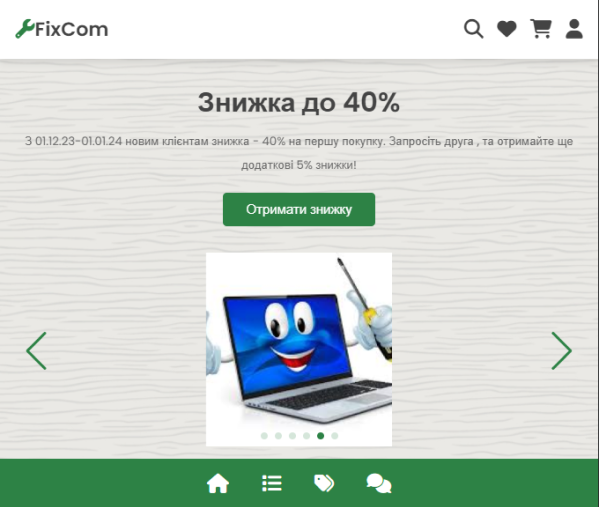 FixCom
Знижка до 40%
З 01.12.23-01.01.24 новим клієнтам знижка - 40% на першу покупку. Запросіть друга , та отримайте ще
додаткові 5% знижки!
Отримати знижку